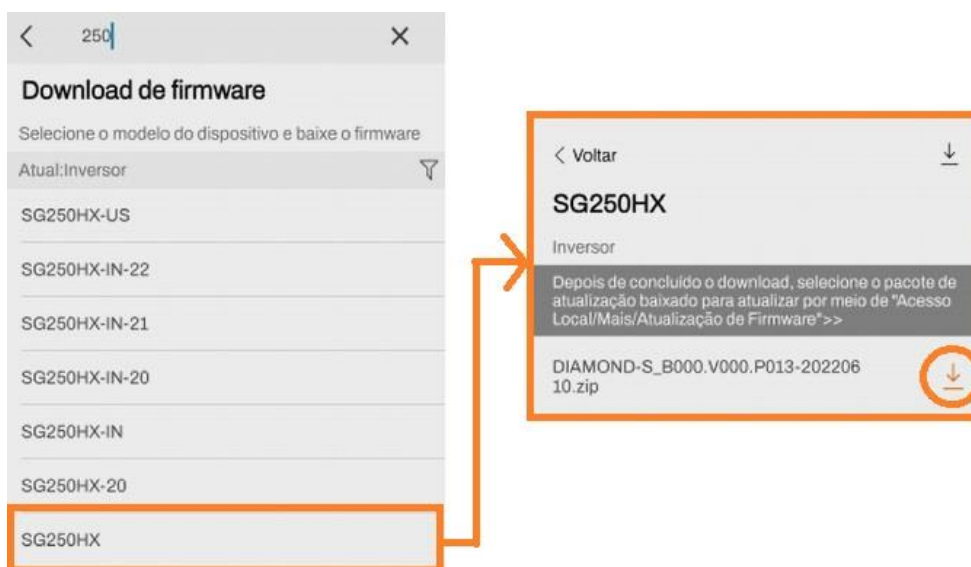 250
Download de firmware
Selecione o modelo do dispositivo e baixe o firmware
Atual:Inversor
SG250HX-US
SG250HX-IN-22
SG250HX-IN-21
SG250HX-IN-20
SG250HX-IN
SG250HX-20
SG250HX
Voltar
SG250HX
Inversor
Depois de concluído o download, selecione o pacote de
atualização baixado para atualizar por meio de "Acesso
Local/Mais/Atualização de Firmware">>
DIAMOND-S_B000.V000.P013-202206
10.zip